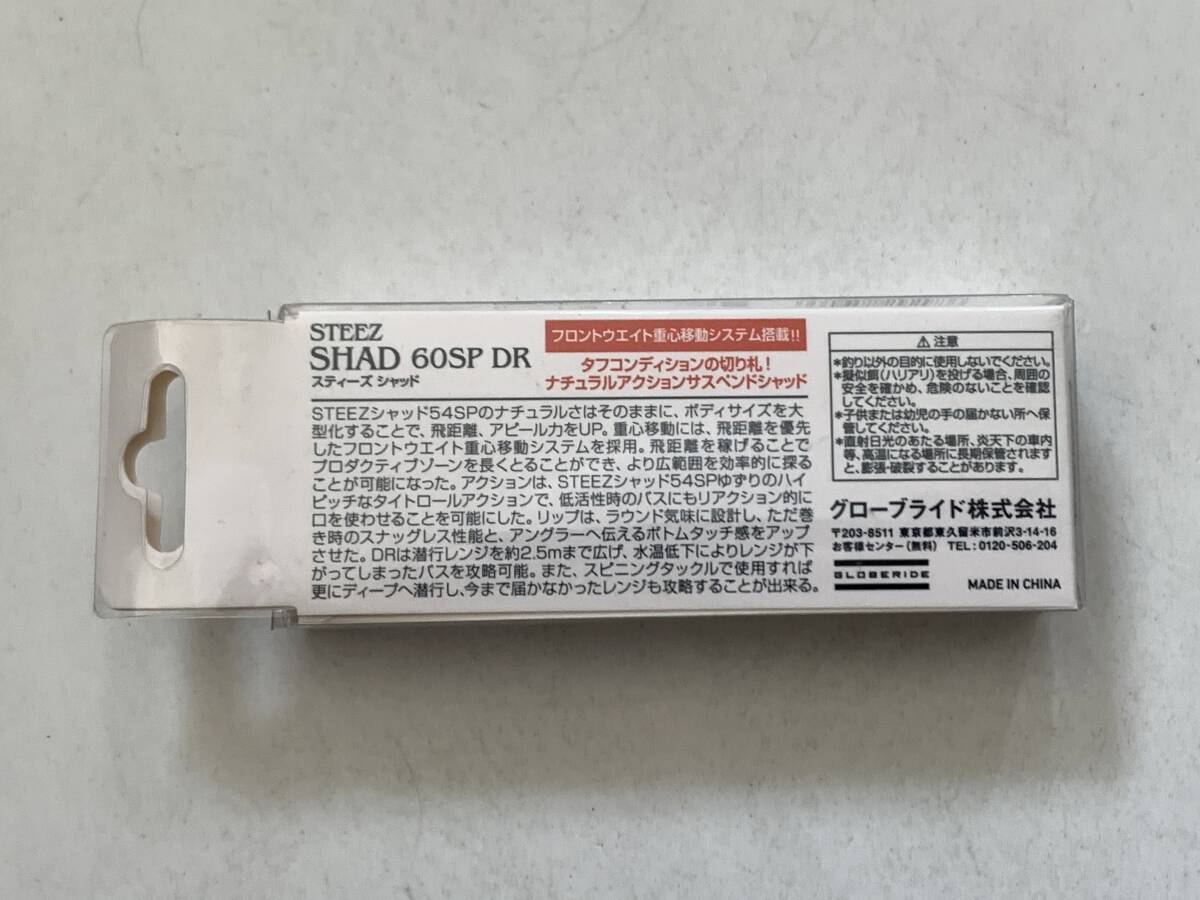 STEEZ
SHAD 60SP DR
スティーズ シャッド
フロントウエイト重心移動システム搭載!!
タフコンディションの切り札!
ナチュラルアクションサスペンドシャッド
STEEZシャッド54SPのナチュラルさはそのままに、ボディサイズを大
型化することで、飛距離、アピール力をUP。重心移動には、飛距離を優先
したフロントウエイト重心移動システムを採用。飛距離を稼げることで
プロダクティブゾーンを長くとることができ、より広範囲を効率的に探る
ことが可能になった。アクションは、STEEZシャッド54SPゆずりのハイ
ピッチなタイトロールアクションで、低活性時のバスにもリアクション的に
口を使わせることを可能にした。リップは、ラウンド気味に設計し、ただ巻
き時のスナッグレス性能と、アングラーへ伝えるボトムタッチ感をアップ
させた。DRは潜行レンジを約2.5mまで広げ、水温低下によりレンジが下
がってしまったバスを攻略可能。また、スピニングタックルで使用すれば
更にディープへ潜行し、今まで届かなかったレンジも攻略することが出来る。
⚠注意
*釣り以外の目的に使用しないでください。
*擬似餌(ハリアリ)を投げる場合、周囲の
安全を確かめ、危険のないことを確認
してください。
*子供または幼児の手の届かない所へ保
管してください。
*直射日光のあたる場所、炎天下の車内
等、高温になる場所に長期保管されます
と、膨張・破裂することがあります。
グローブライド株式会社
〒203-8511 東京都東久留米市前沢3-14-16
お客様センター(無料) TEL:0120-506-204
GLOBERIDE
MADE IN CHINA